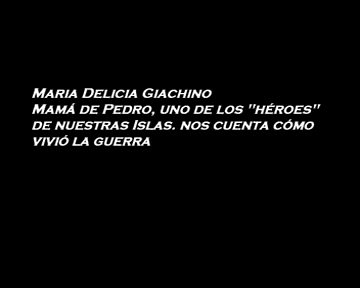 Maria Delicia Giachino
Mamá de Pedro, uno de los "héroes"
de nuestras Islas. nos cuenta cómo
vivió la guerra